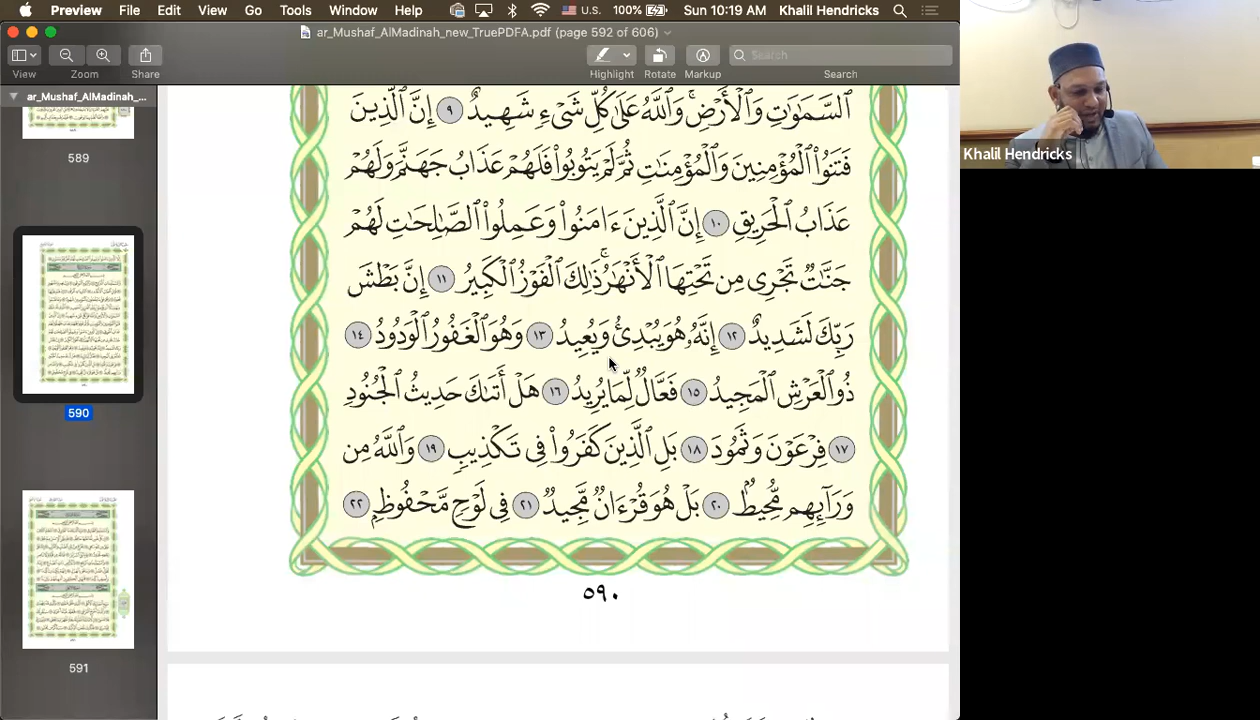 Preview File Edit View Go Tools Window Help U.S. 100% Sun 10:19 AM Khalil Hendricks
ar_Mushaf_AlMadinah_new_TruePDFA.pdf (page 592 of 606)
Search
View Zoom Share Highlight Rotate Markup Search
ar_Mushaf_AlMadinah_...
589
590
591
Khalil Hendricks
ٱلسَّمَٰوَٰتِ وَٱلْأَرْضِۚ وَٱللَّهُ عَلَىٰ كُلِّ شَىْءٍ شَهِيدٌ ٩ إِنَّ ٱلَّذِينَ
فَتَنُوا۟ ٱلْمُؤْمِنِينَ وَٱلْمُؤْمِنَٰتِ ثُمَّ لَمْ يَتُوبُوا۟ فَلَهُمْ عَذَابُ جَهَنَّمَ وَلَهُمْ
عَذَابُ ٱلْحَرِيقِ ١٠ إِنَّ ٱلَّذِينَ ءَامَنُوا۟ وَعَمِلُوا۟ ٱلصَّٰلِحَٰتِ لَهُمْ
جَنَّٰتٌ تَجْرِى مِن تَحْتِهَا ٱلْأَنْهَٰرُۚ ذَٰلِكَ ٱلْفَوْزُ ٱلْكَبِيرُ ١١ إِنَّ بَطْشَ
رَبِّكَ لَشَدِيدٌ ١٢ إِنَّهُۥ هُوَ يُبْدِئُ وَيُعِيدُ ١٣ وَهُوَ ٱلْغَفُورُ ٱلْوَدُودُ ١٤
ذُو ٱلْعَرْشِ ٱلْمَجِيدُ ١٥ فَعَّالٌ لِّمَا يُرِيدُ ١٦ هَلْ أَتَىٰكَ حَدِيثُ ٱلْجُنُودِ
١٧ فِرْعَوْنَ وَثَمُودَ ١٨ بَلِ ٱلَّذِينَ كَفَرُوا۟ فِى تَكْذِيبٍ ١٩ وَٱللَّهُ مِن
وَرَآئِهِم مُّحِيطٌۢ ٢٠ بَلْ هُوَ قُرْءَانٌ مَّجِيدٌ ٢١ فِى لَوْحٍ مَّحْفُوظٍۭ ٢٢
٥٩٠